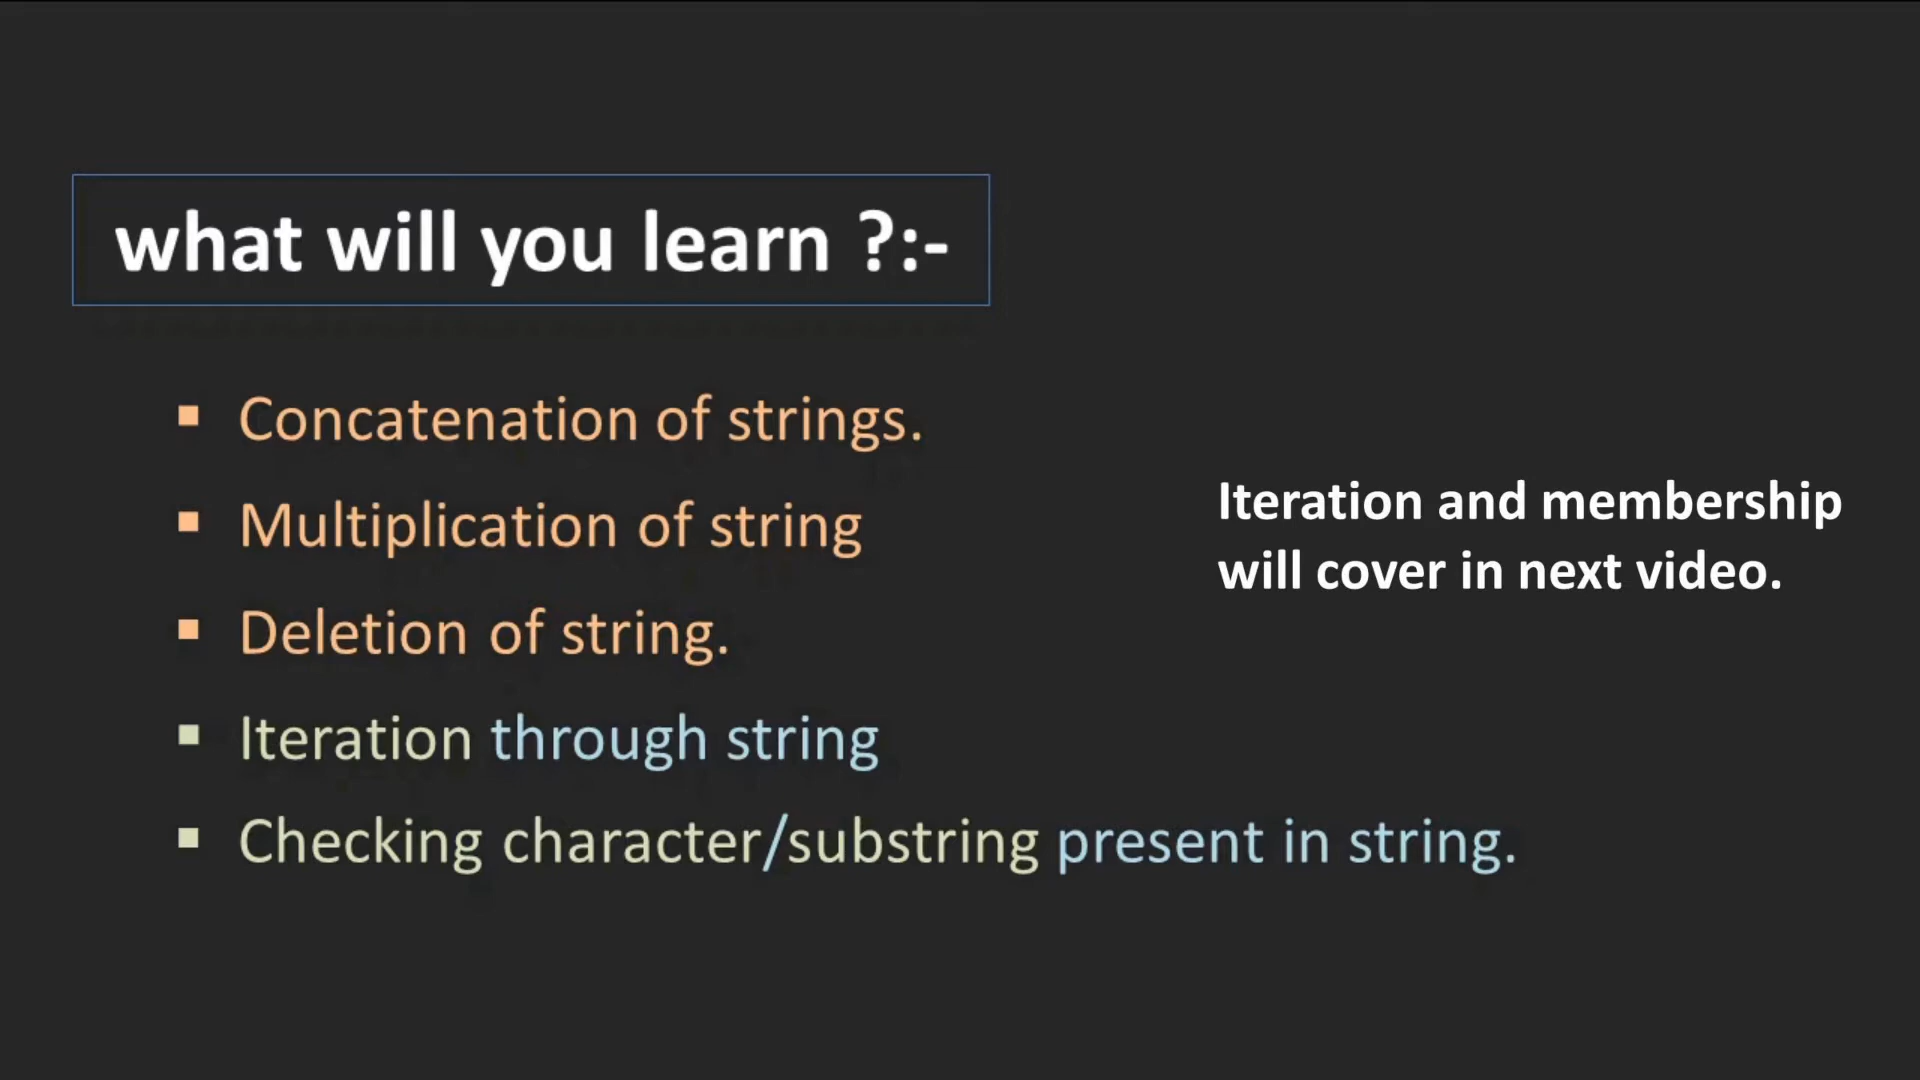 what will you learn ?:-
Concatenation of strings.
Multiplication of string
Deletion of string.
Iteration through string
Checking character/substring present in string.
Iteration and membership
will cover in next video.